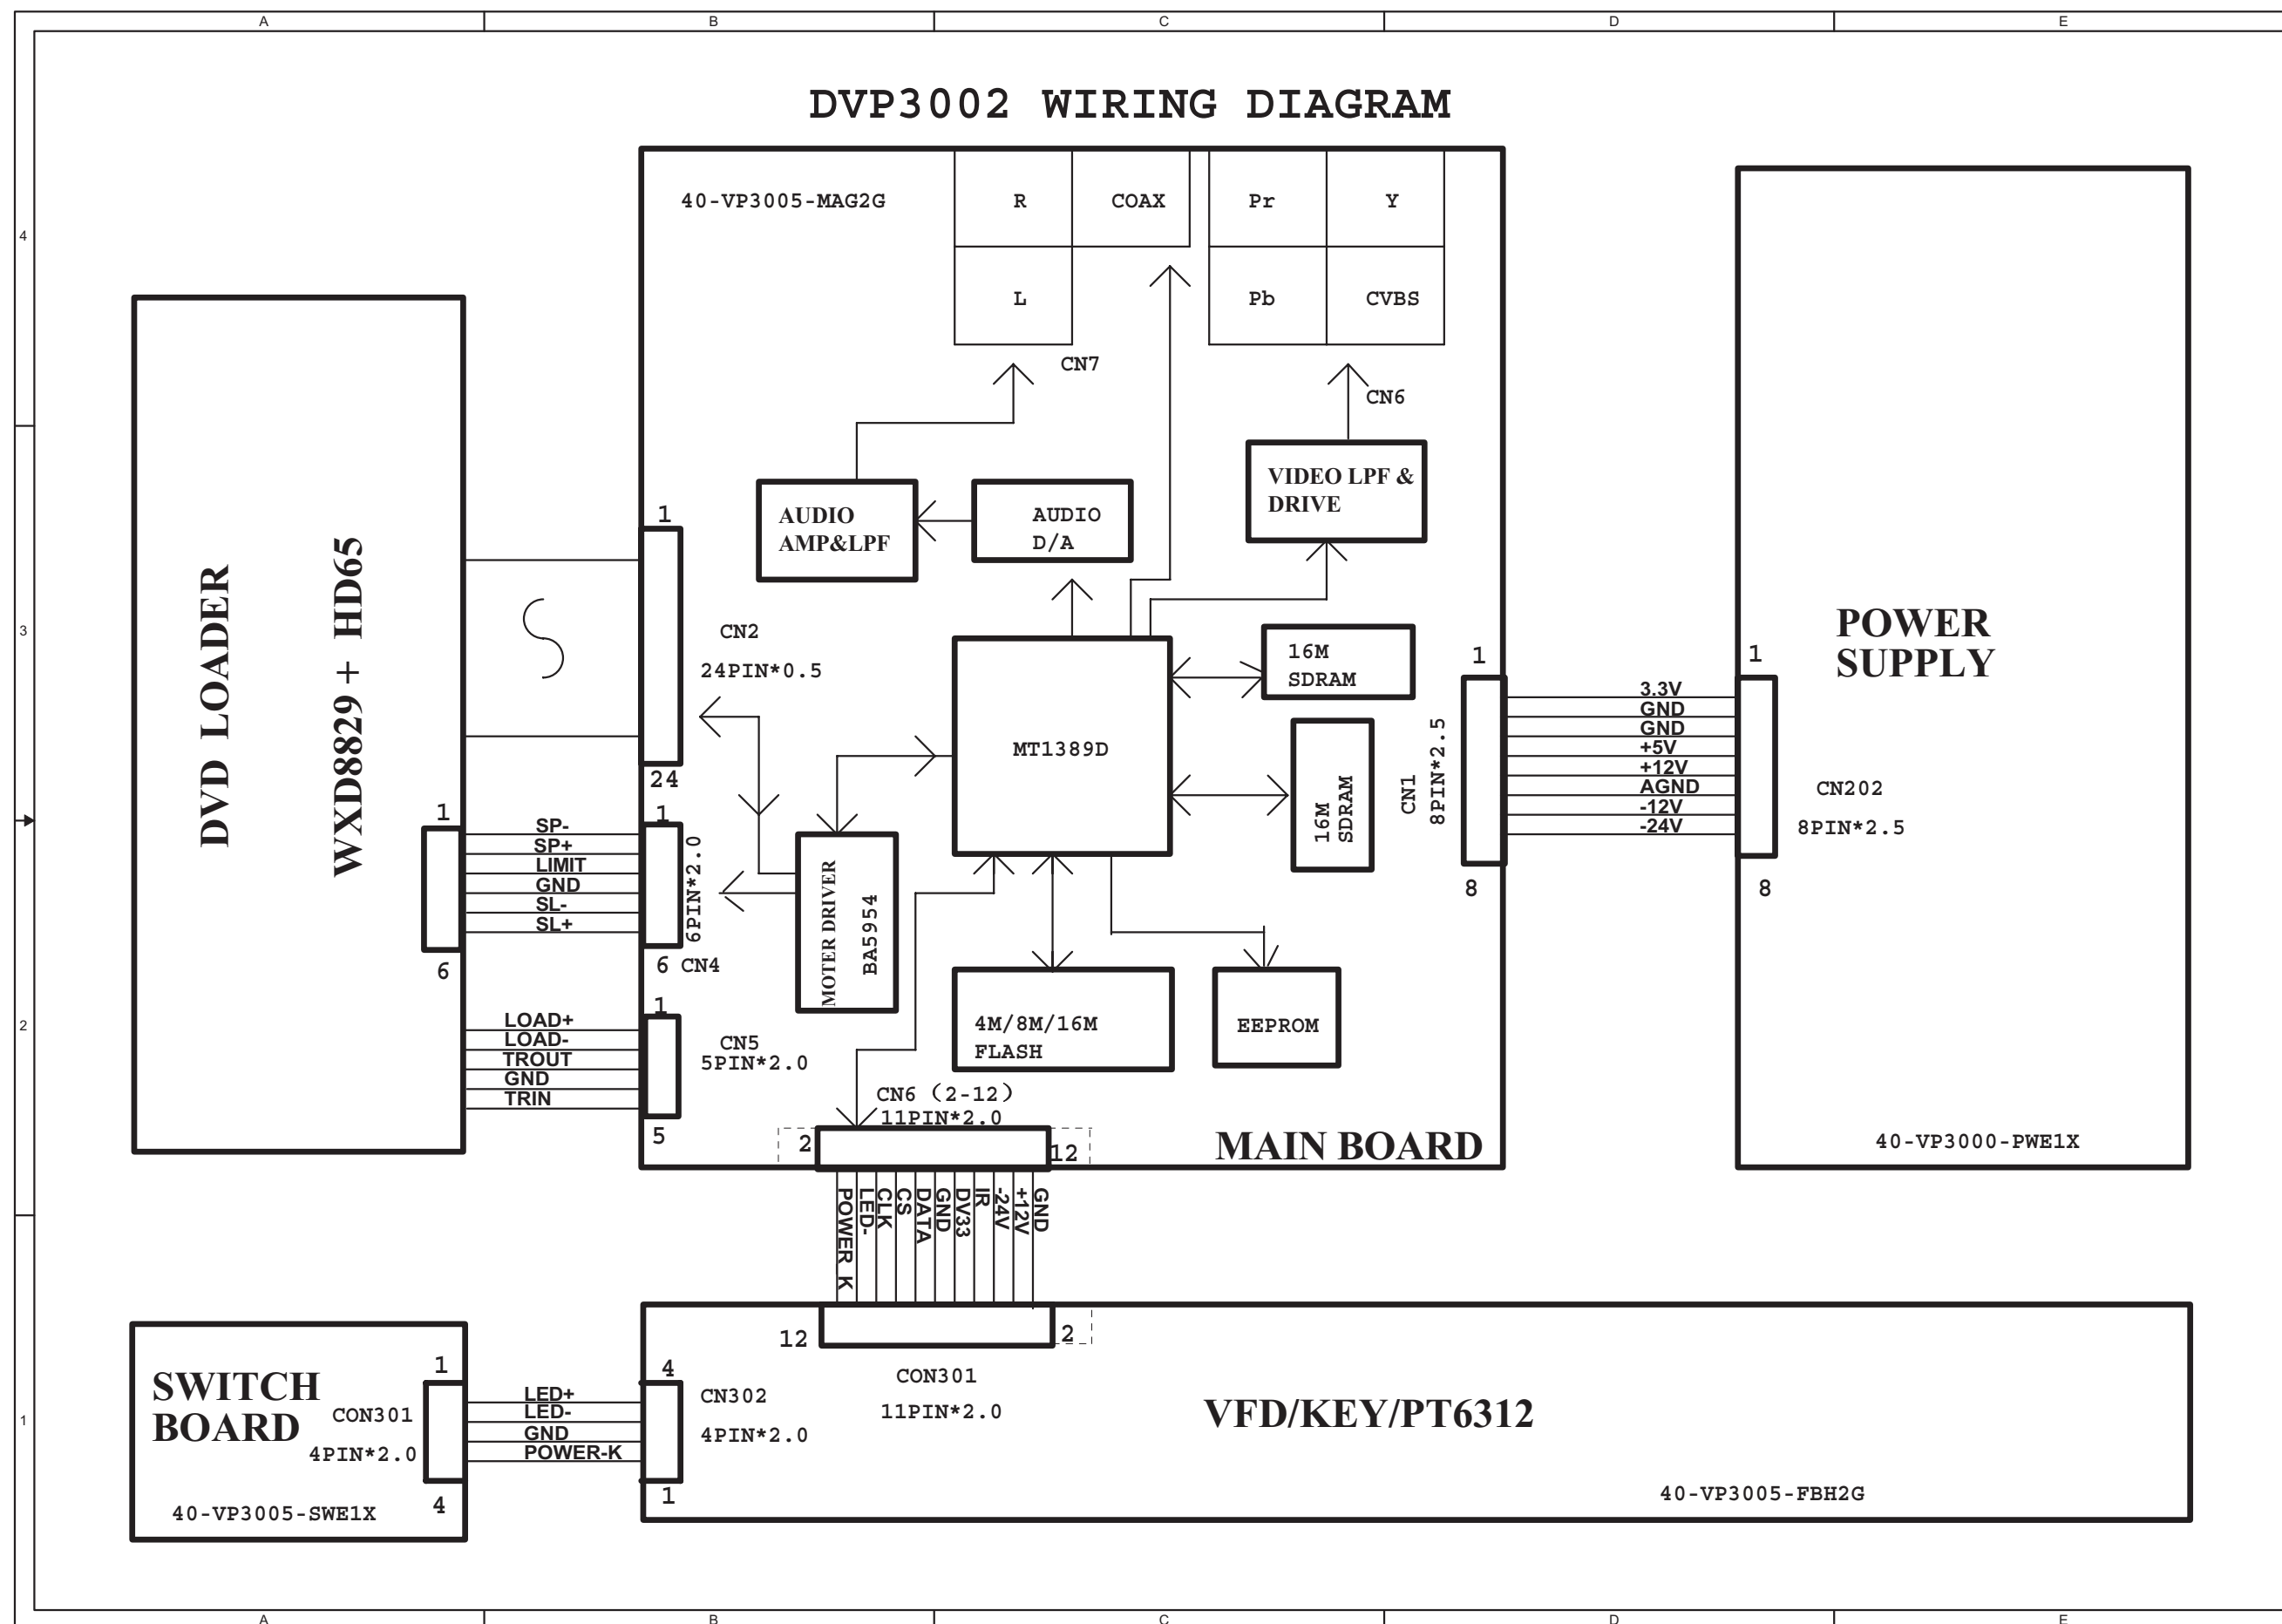 A B C D E
DVP3002 WIRING DIAGRAM
4
3
2
1
DVD LOADER
WXD8829 + HD65
1
6
SP-
SP+
LIMIT
GND
SL-
SL+
LOAD+
LOAD-
TROUT
GND
TRIN
40-VP3005-MAG2G
R
COAX
L
Pr
Y
Pb
CVBS
CN7
CN6
AUDIO
AMP&LPF
AUDIO
D/A
VIDEO LPF &
DRIVE
1
CN2
24PIN*0.5
24
1
6PIN*2.0
6 CN4
1
CN5
5PIN*2.0
5
MT1389D
16M
SDRAM
16M
SDRAM
MOTER DRIVER
BA5954
4M/8M/16M
FLASH
EEPROM
1
CN1
8PIN*2.5
8
CN6 (2-12)
11PIN*2.0
2
12
MAIN BOARD
3.3V
GND
GND
+5V
+12V
AGND
-12V
-24V
POWER
SUPPLY
1
CN202
8PIN*2.5
8
40-VP3000-PWE1X
POWER K
LED-
CLK
CS
DATA
GND
DV33
IR
-24V
+12V
GND
12
2
CON301
11PIN*2.0
SWITCH
BOARD
CON301
4PIN*2.0
1
4
40-VP3005-SWE1X
LED+
LED-
GND
POWER-K
4
CN302
4PIN*2.0
1
VFD/KEY/PT6312
40-VP3005-FBH2G
A B C D E